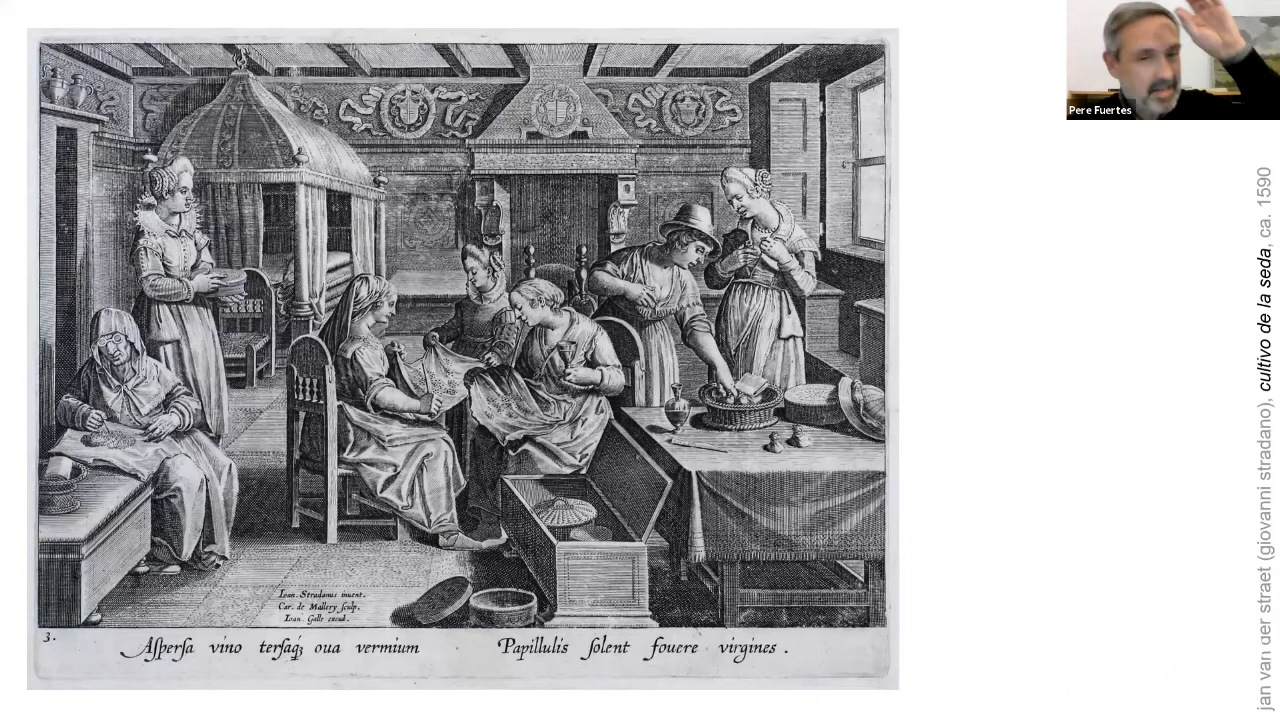 Pere Fuertes
jan van der straet (giovanni stradano), cultivo de la seda, ca. 1590
Ioan. Stradanus invent.
Car. de Mallery sculp.
Ioan. Galle excud.
3.
Aſperſa vino terſaq; oua vermium
Papillulis ſolent fouere virgines.